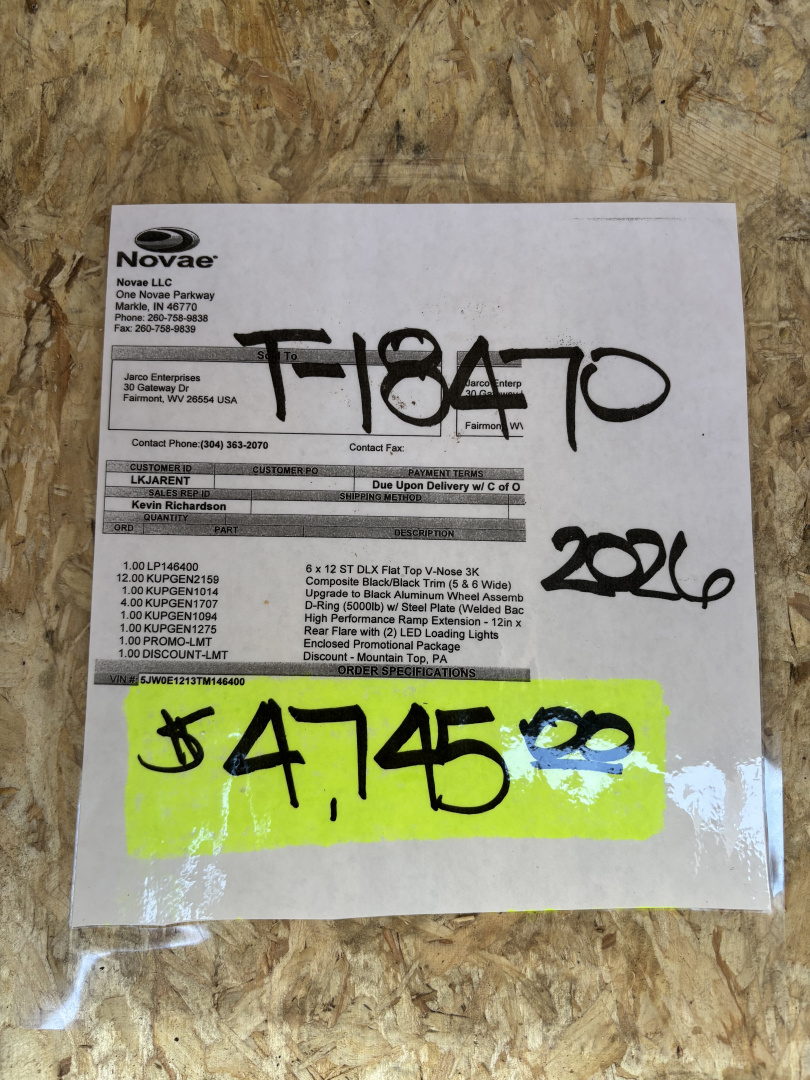 Novae
Novae LLC
One Novae Parkway
Markle, IN 46770
Phone: 260-758-9838
Fax: 260-758-9839
T-18470
Sold To
Jarco Enterprises
30 Gateway Dr
Fairmont, WV 26554 USA
Jarco Enterp
30
Fairmon
Contact Phone:(304) 363-2070 Contact Fax:
CUSTOMER ID CUSTOMER PO PAYMENT TERMS
LKJARENT Due Upon Delivery w/ C of O
SALES REP ID SHIPPING METHOD
Kevin Richardson
QUANTITY
ORD PART DESCRIPTION
2026
1.00 LP146400 6 x 12 ST DLX Flat Top V-Nose 3K
12.00 KUPGEN2159 Composite Black/Black Trim (5 & 6 Wide)
1.00 KUPGEN1014 Upgrade to Black Aluminum Wheel Assemb
4.00 KUPGEN1707 D-Ring (5000lb) w/ Steel Plate (Welded Bac
1.00 KUPGEN1094 High Performance Ramp Extension - 12in x
1.00 KUPGEN1275 Rear Flare with (2) LED Loading Lights
1.00 PROMO-LMT Enclosed Promotional Package
1.00 DISCOUNT-LMT Discount - Mountain Top, PA
ORDER SPECIFICATIONS
VIN #: 5JW0E1213TM146400
$4,745 00